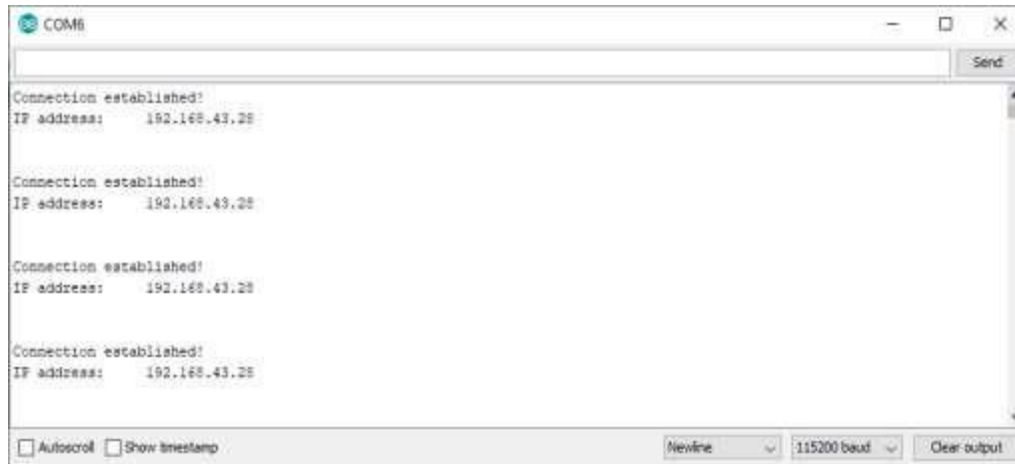 COM6
Send
Connection established!
IP address: 192.168.43.28
Connection established!
IP address: 192.168.43.28
Connection established!
IP address: 192.168.43.28
Connection established!
IP address: 192.168.43.28
Autoscroll Show timestamp Newline 115200 baud Clear output